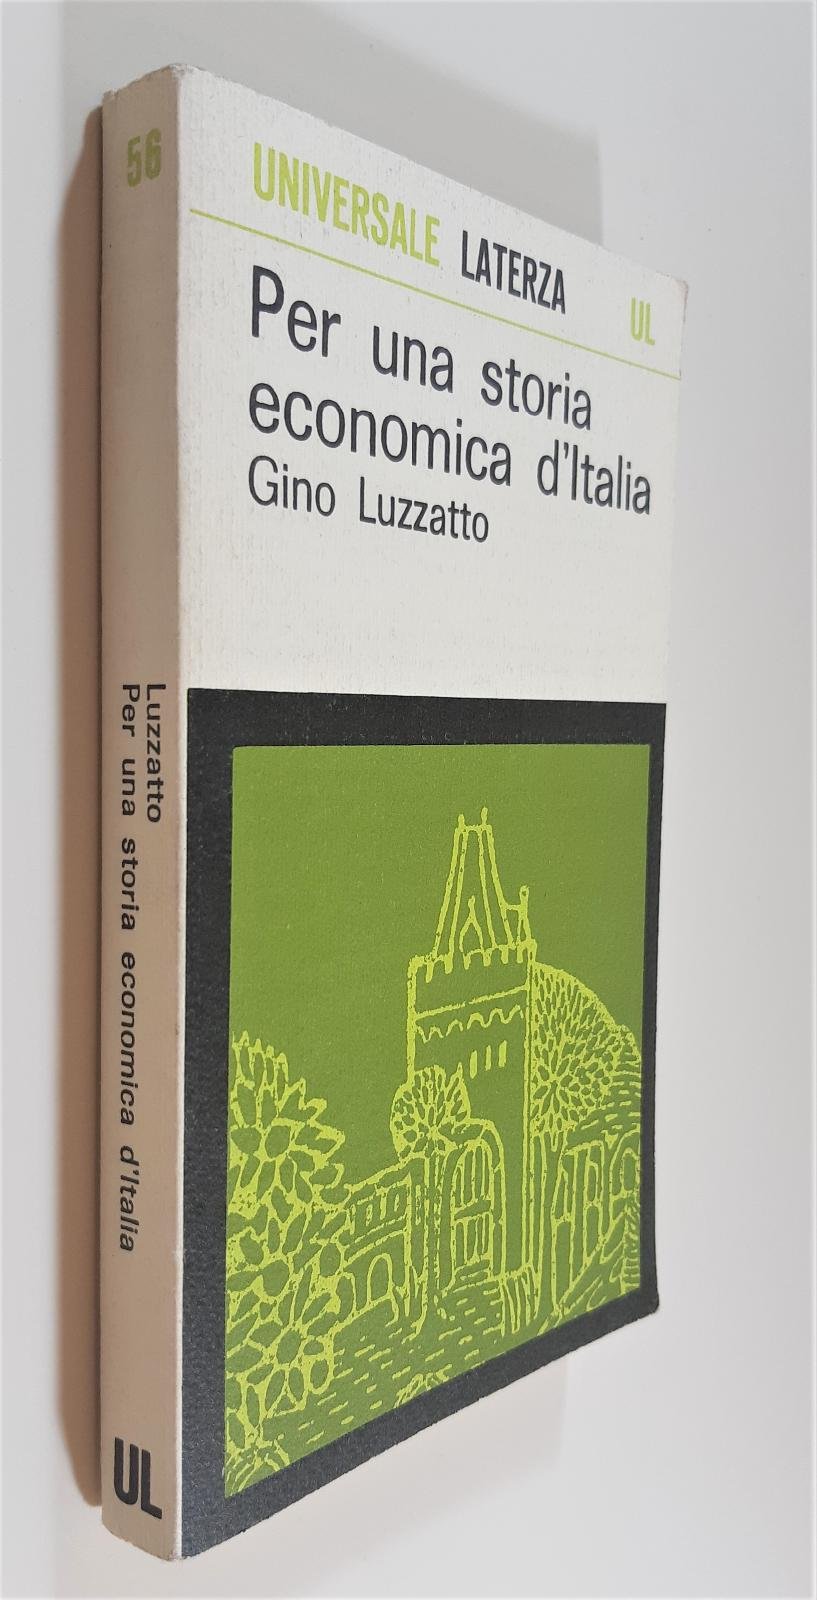 56
Luzzatto
Per una storia economica d'Italia
UL
UNIVERSALE LATERZA UL
Per una storia
economica d'Italia
Gino Luzzatto